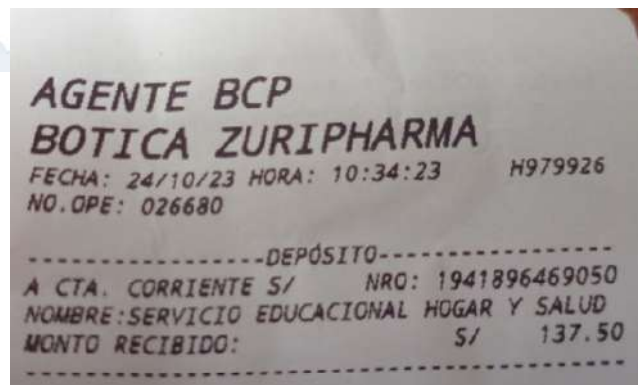 AGENTE BCP
BOTICA ZURIPHARMA
FECHA: 24/10/23 HORA: 10:34:23 H979926
NO.OPE: 026680
-----------------DEPÓSITO-----------------
A CTA. CORRIENTE S/ NRO: 1941896469050
NOMBRE:SERVICIO EDUCACIONAL HOGAR Y SALUD
MONTO RECIBIDO: S/ 137.50
------------------------------------------